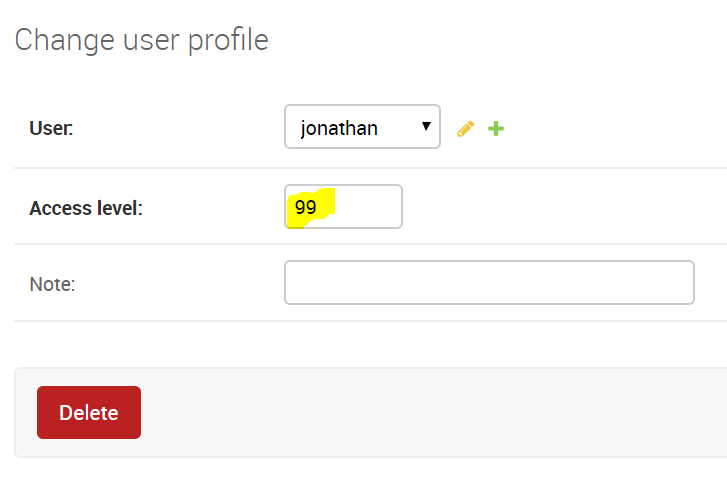 Change user profile
User: jonathan
Access level: 99
Note:
Delete